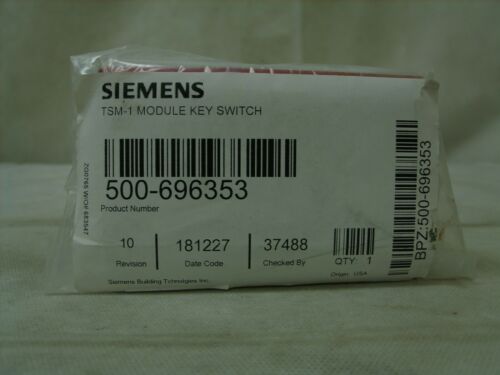 SIEMENS
TSM-1 MODULE KEY SWITCH
500-696353
Product Number
10
Revision
181227
Date Code
37488
Checked By
QTY: 1
Origin: USA
Siemens Building Tchnologies Inc.
BPZ:500-696353